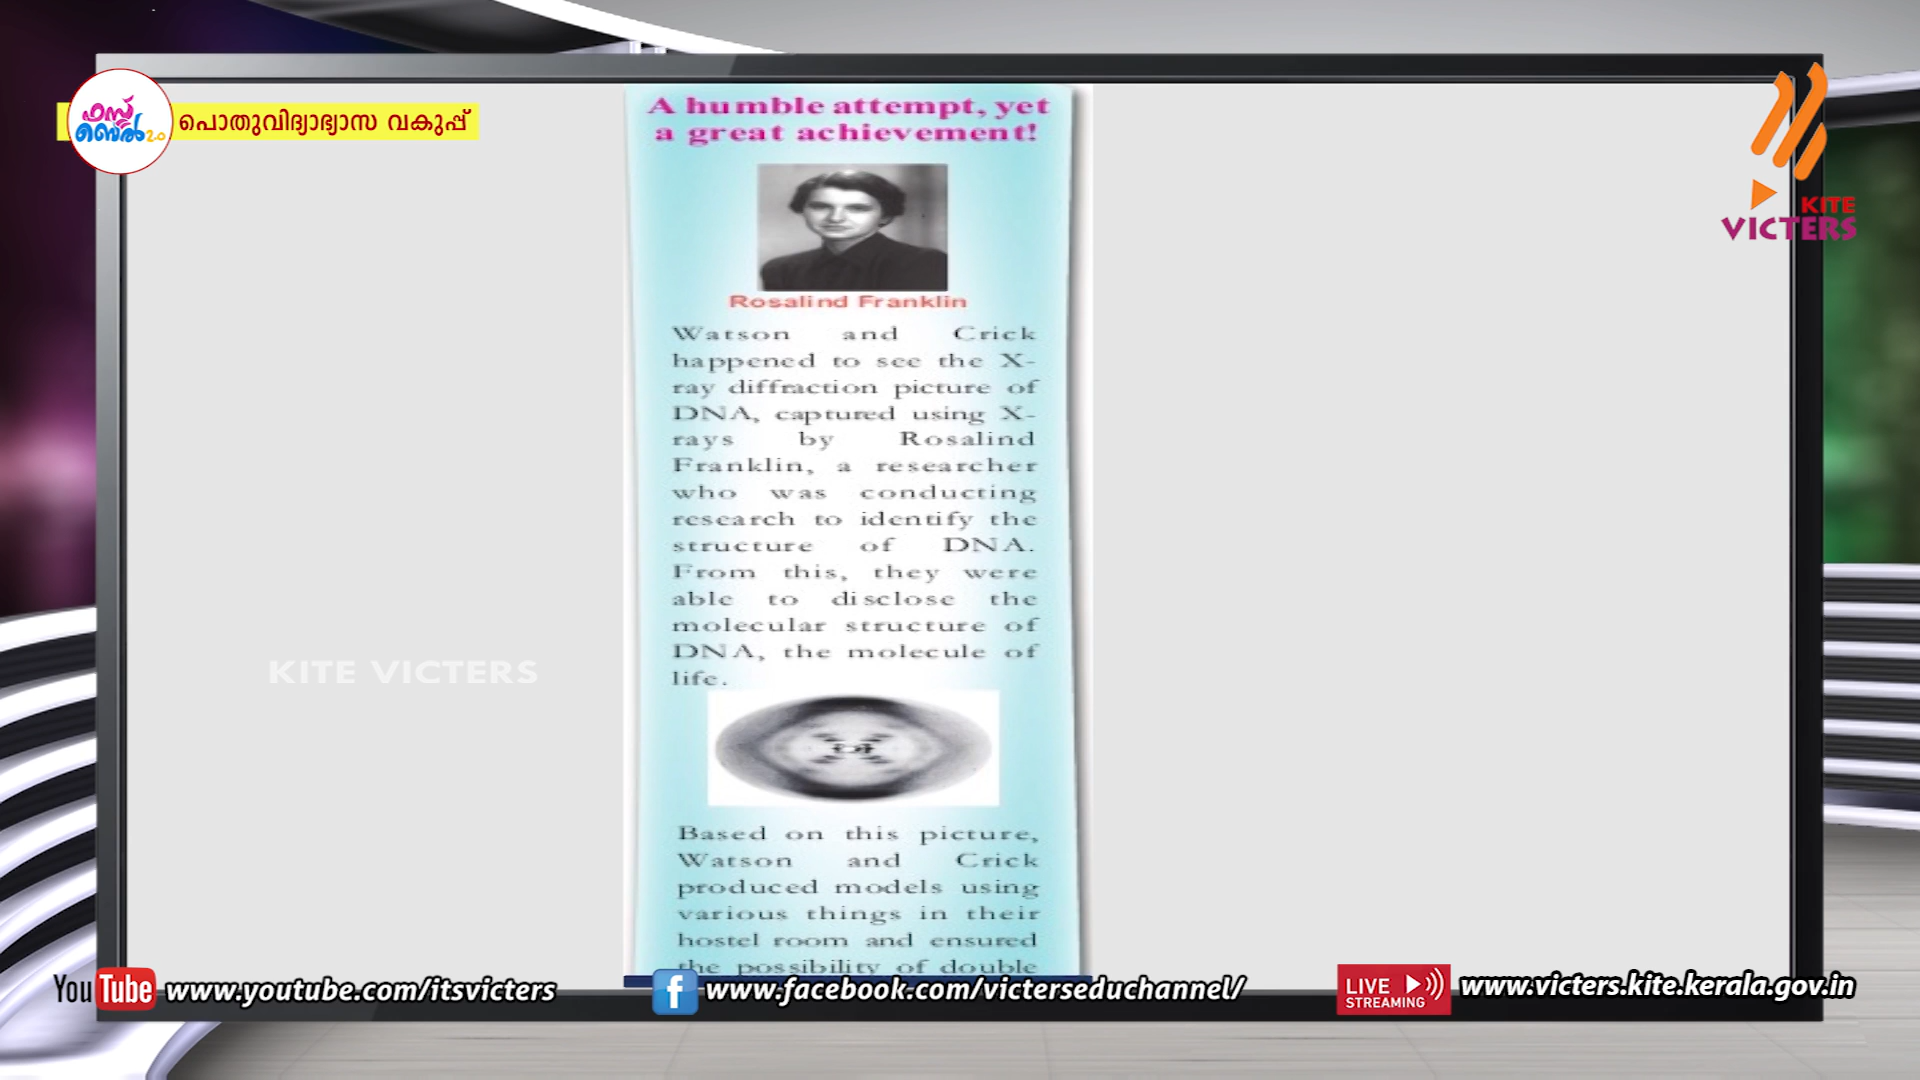 ഫസ്റ്റ്
ബെൽ 2.0
പൊതുവിദ്യാഭ്യാസ വകുപ്പ്
KITE
VICTERS
A humble attempt, yet
a great achievement!
Rosalind Franklin
Watson and Crick
happened to see the X-
ray diffraction picture of
DNA, captured using X-
rays by Rosalind
Franklin, a researcher
who was conducting
research to identify the
structure of DNA.
From this, they were
able to disclose the
molecular structure of
DNA, the molecule of
life.
KITE VICTERS
Based on this picture,
Watson and Crick
produced models using
various things in their
hostel room and ensured
the possibility of double
YouTube www.youtube.com/itsvicters
f www.facebook.com/victerseduchannel/
LIVE
STREAMING
www.victers.kite.kerala.gov.in